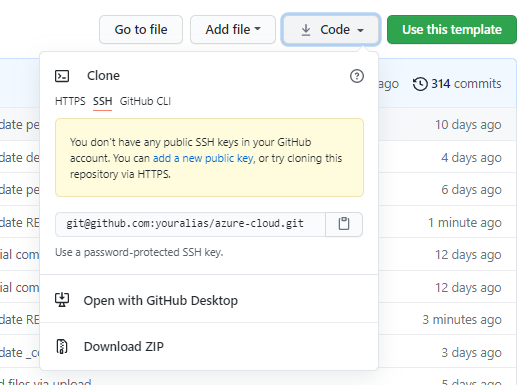 Go to file
Add file
Code
Use this template
Clone
ago
314 commits
HTTPS SSH GitHub CLI
You don't have any public SSH keys in your GitHub
account. You can add a new public key, or try cloning this
repository via HTTPS.
git@github.com:youralias/azure-cloud.git
Use a password-protected SSH key.
Open with GitHub Desktop
Download ZIP
date pe
10 days ago
date de
4 days ago
date pe
6 days ago
date RE
1 minute ago
ial com
12 days ago
ial com
12 days ago
date RE
3 minutes ago
date _co
3 days ago
d files via upload
5 days ago